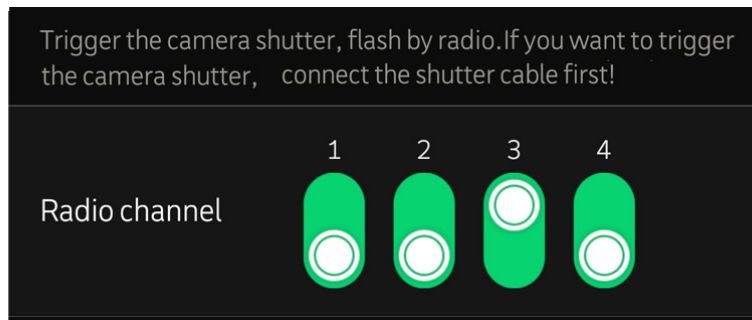 Trigger the camera shutter, flash by radio.If you want to trigger
the camera shutter, connect the shutter cable first!
1 2 3 4
Radio channel